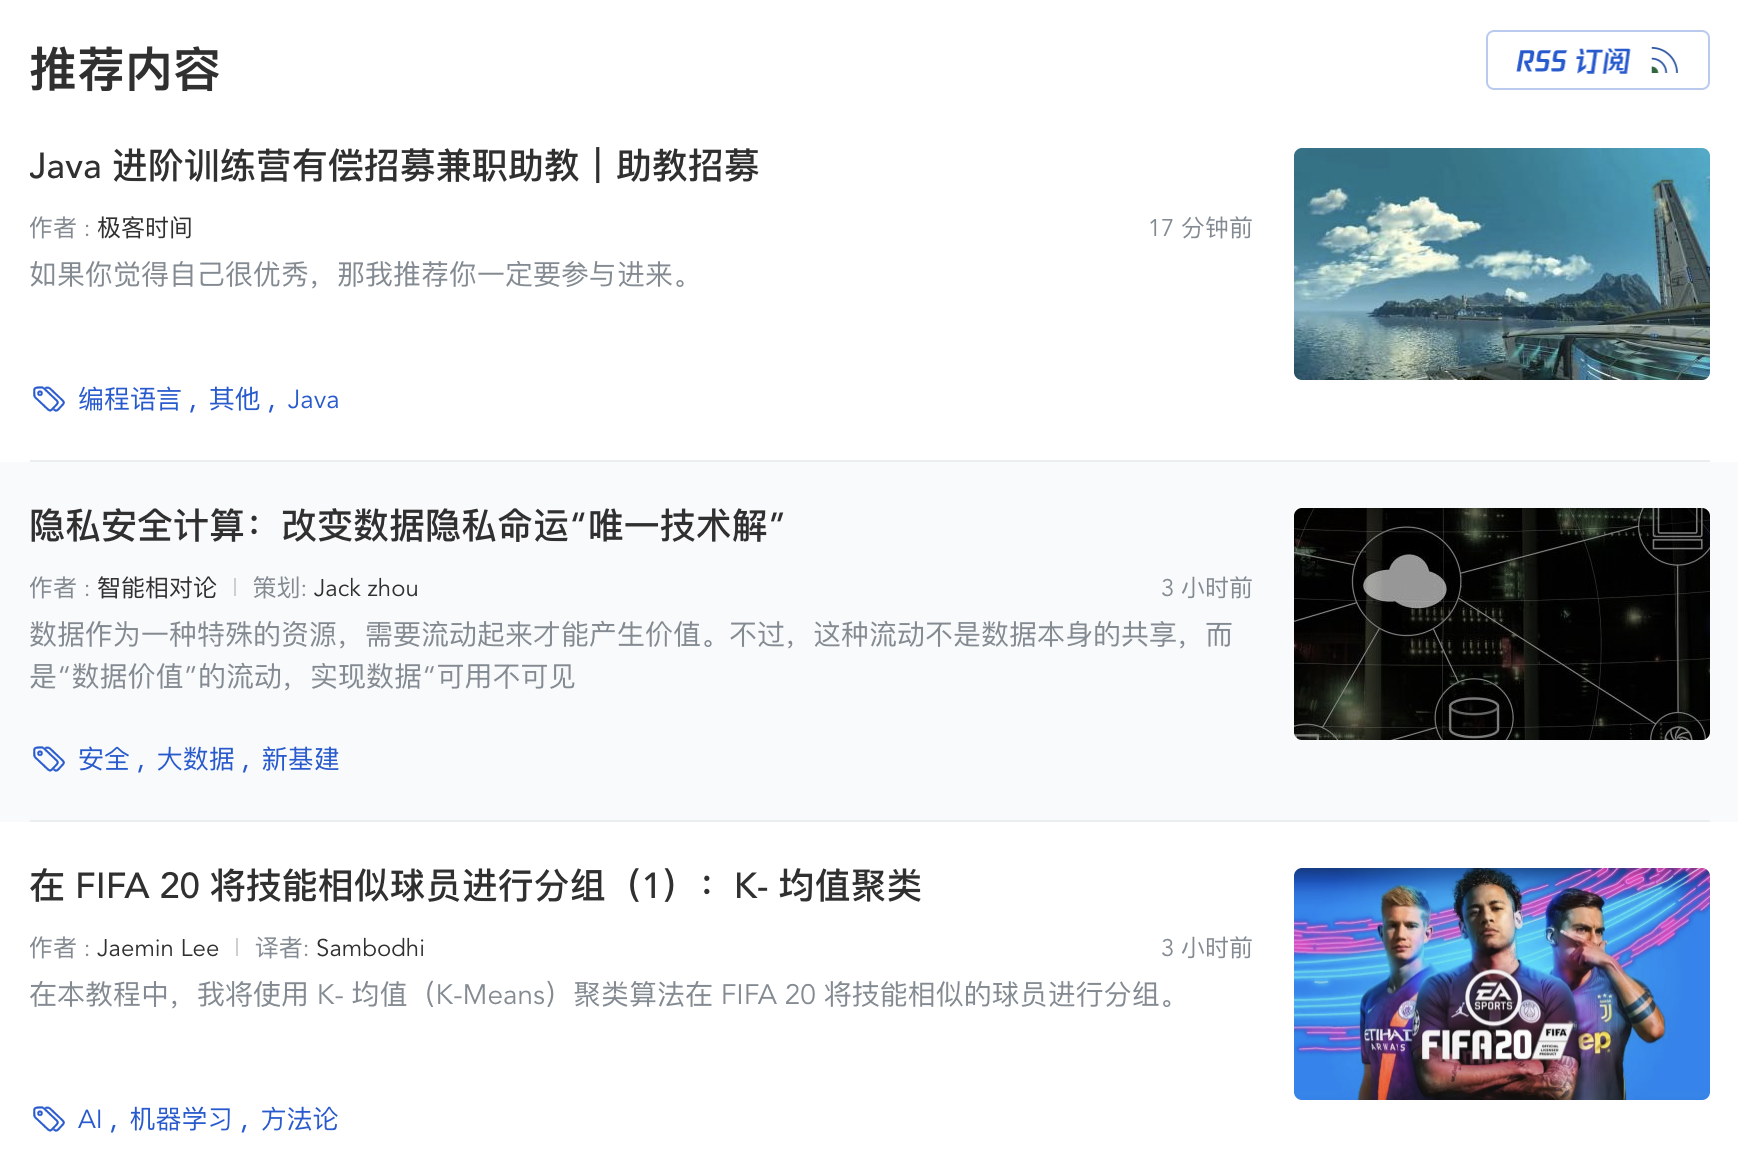 推荐内容
RSS 订阅
Java 进阶训练营有偿招募兼职助教｜助教招募
作者 : 极客时间
17 分钟前
如果你觉得自己很优秀，那我推荐你一定要参与进来。
编程语言 , 其他 , Java
隐私安全计算：改变数据隐私命运“唯一技术解”
作者 : 智能相对论 | 策划: Jack zhou
3 小时前
数据作为一种特殊的资源，需要流动起来才能产生价值。不过，这种流动不是数据本身的共享，而
是“数据价值”的流动，实现数据“可用不可见
安全 , 大数据 , 新基建
在 FIFA 20 将技能相似球员进行分组（1）：K- 均值聚类
作者 : Jaemin Lee | 译者: Sambodhi
3 小时前
在本教程中，我将使用 K- 均值（K-Means）聚类算法在 FIFA 20 将技能相似的球员进行分组。
EA
SPORTS
FIFA20
FIFA
ETIHAD
AIRWAYS
ep
AI , 机器学习 , 方法论